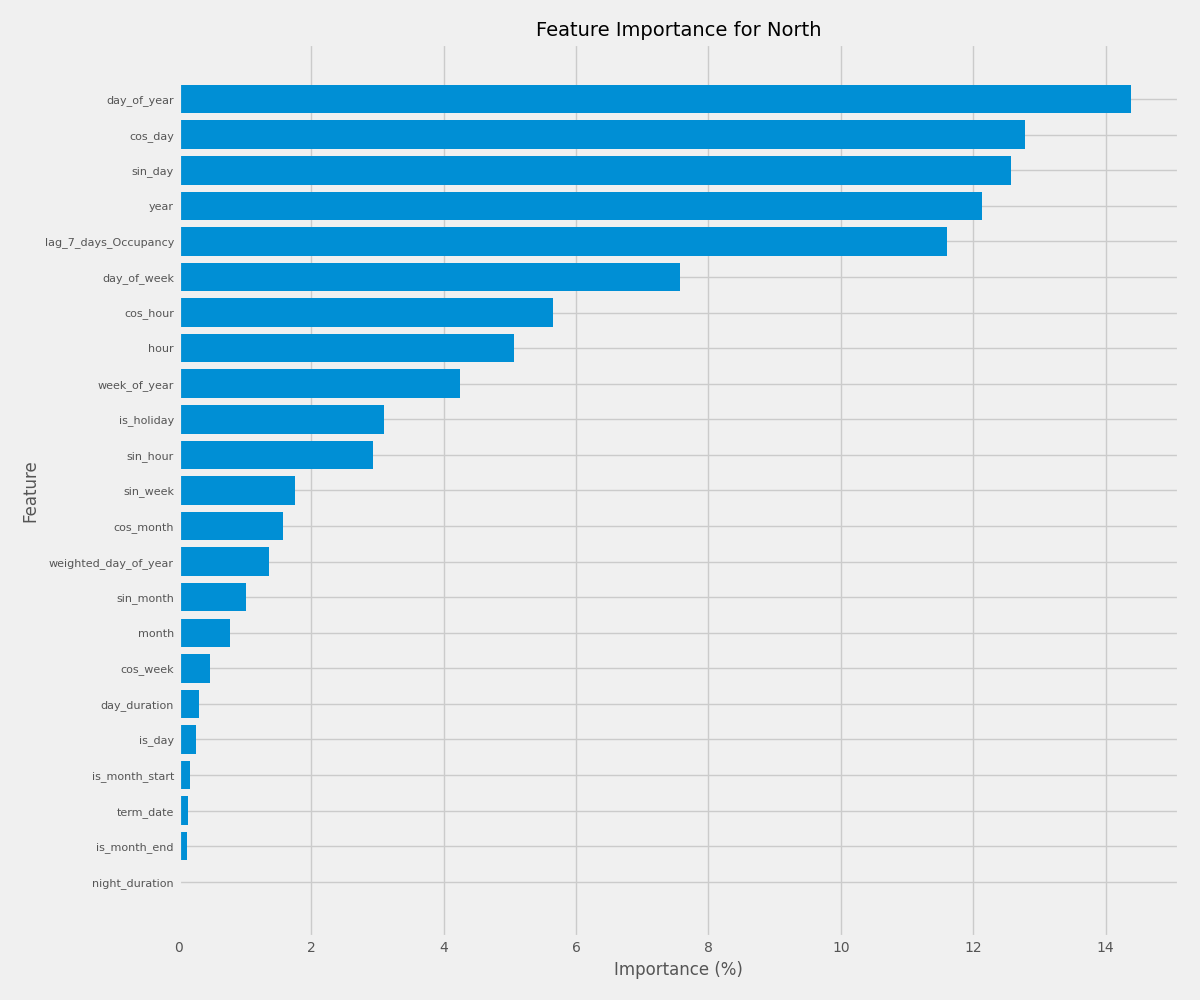 Feature Importance for North
day_of_year
cos_day
sin_day
year
lag_7_days_Occupancy
day_of_week
cos_hour
hour
week_of_year
is_holiday
sin_hour
sin_week
cos_month
weighted_day_of_year
sin_month
month
cos_week
day_duration
is_day
is_month_start
term_date
is_month_end
night_duration
Feature
0 2 4 6 8 10 12 14
Importance (%)